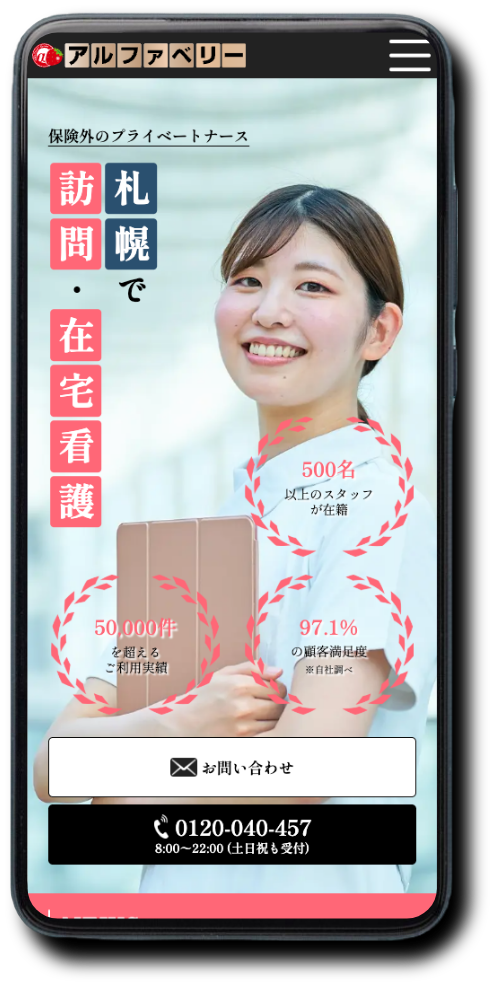 アルファベリー
保険外のプライベートナース
札幌で
訪問・在宅看護
500名
以上のスタッフ
が在籍
50,000件
を超える
ご利用実績
97.1%
の顧客満足度
※自社調べ
お問い合わせ
0120-040-457
8:00〜22:00 (土日祝も受付)